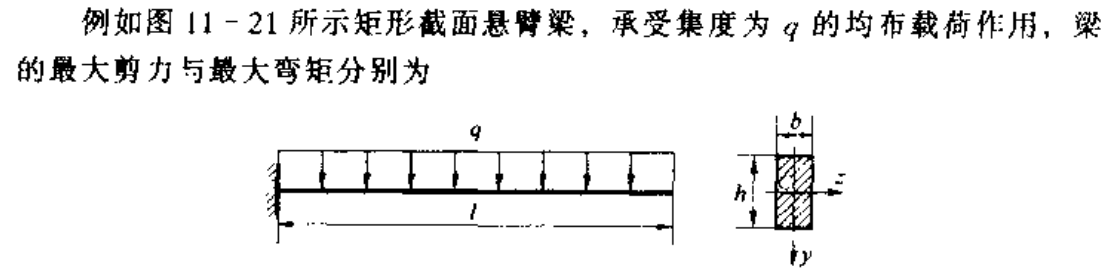 例如图 11-21 所示矩形截面悬臂梁，承受集度为 q 的均布载荷作用，梁
的最大剪力与最大弯矩分别为
q
b
h
z
l
y